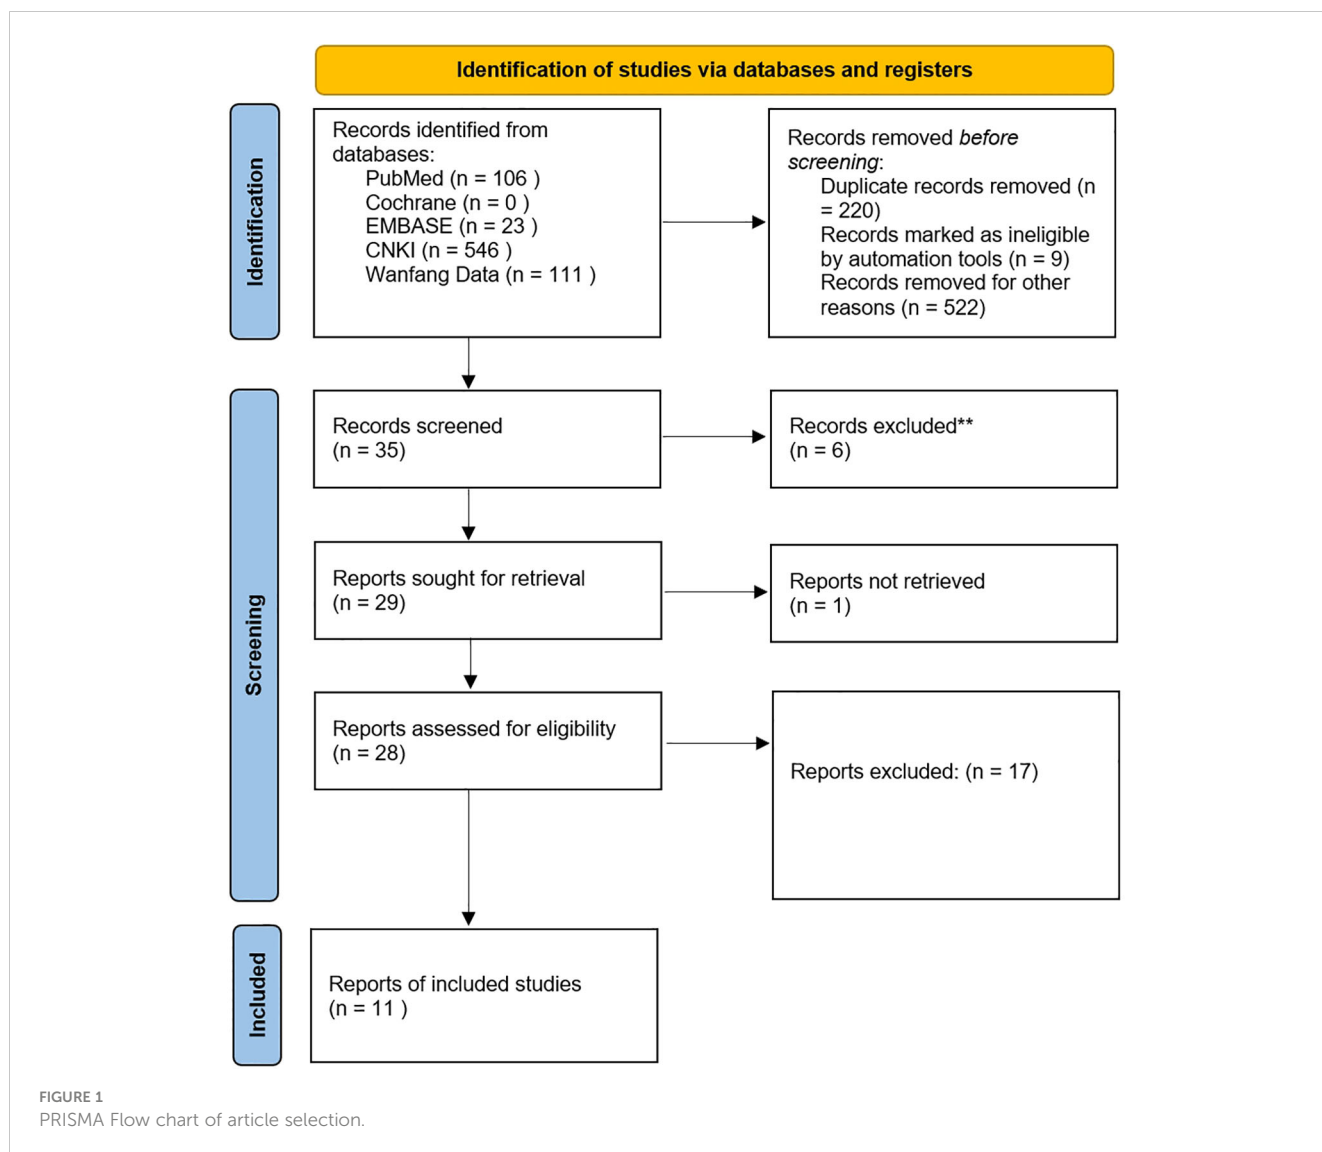 Identification of studies via databases and registers
Identification
Records identified from
databases:
PubMed (n = 106 )
Cochrane (n = 0 )
EMBASE (n = 23 )
CNKI (n = 546 )
Wanfang Data (n = 111 )
Records removed before
screening:
Duplicate records removed (n
= 220)
Records marked as ineligible
by automation tools (n = 9)
Records removed for other
reasons (n = 522)
Screening
Records screened
(n = 35)
Records excluded**
(n = 6)
Reports sought for retrieval
(n = 29)
Reports not retrieved
(n = 1)
Reports assessed for eligibility
(n = 28)
Reports excluded: (n = 17)
Included
Reports of included studies
(n = 11 )
FIGURE 1
PRISMA Flow chart of article selection.